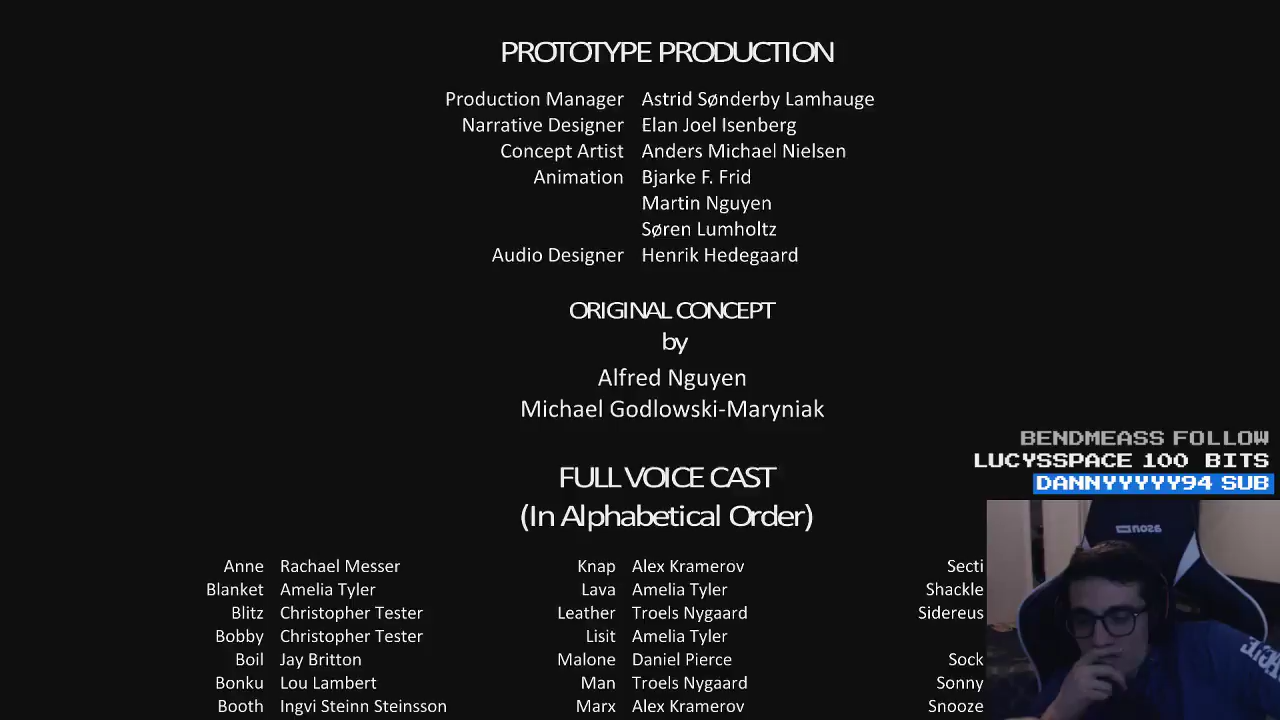 PROTOTYPE PRODUCTION
Production Manager Astrid Sønderby Lamhauge
Narrative Designer Elan Joel Isenberg
Concept Artist Anders Michael Nielsen
Animation Bjarke F. Frid
Martin Nguyen
Søren Lumholtz
Audio Designer Henrik Hedegaard
ORIGINAL CONCEPT
by
Alfred Nguyen
Michael Godlowski-Maryniak
BENDMEASS FOLLOW
LUCYSSPACE 100 BITS
DANNYYYYY94 SUB
FULL VOICE CAST
(In Alphabetical Order)
Anne Rachael Messer Knap Alex Kramerov Secti
Blanket Amelia Tyler Lava Amelia Tyler Shackle
Blitz Christopher Tester Leather Troels Nygaard Sidereus
Bobby Christopher Tester Lisit Amelia Tyler
Boil Jay Britton Malone Daniel Pierce Sock
Bonku Lou Lambert Man Troels Nygaard Sonny
Booth Ingvi Steinn Steinsson Marx Alex Kramerov Snooze